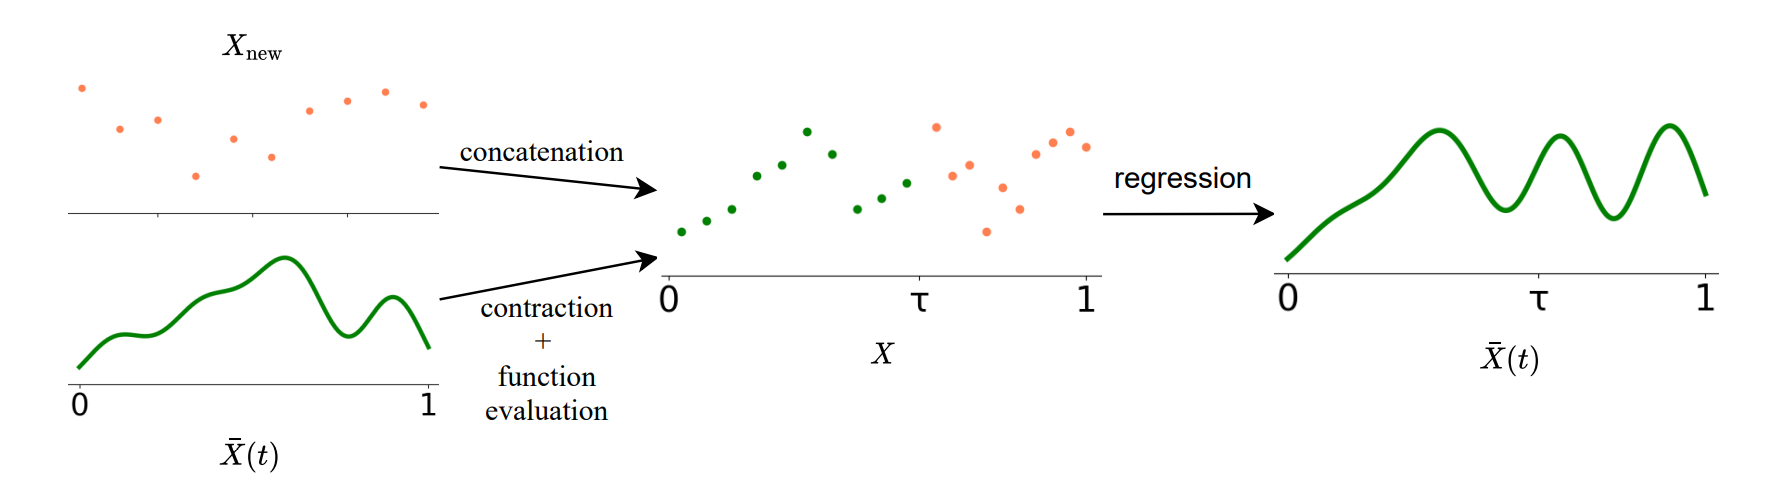 X_new
concatenation
0 1
X̄(t)
contraction
+
function
evaluation
0 τ 1
X
regression
0 τ 1
X̄(t)